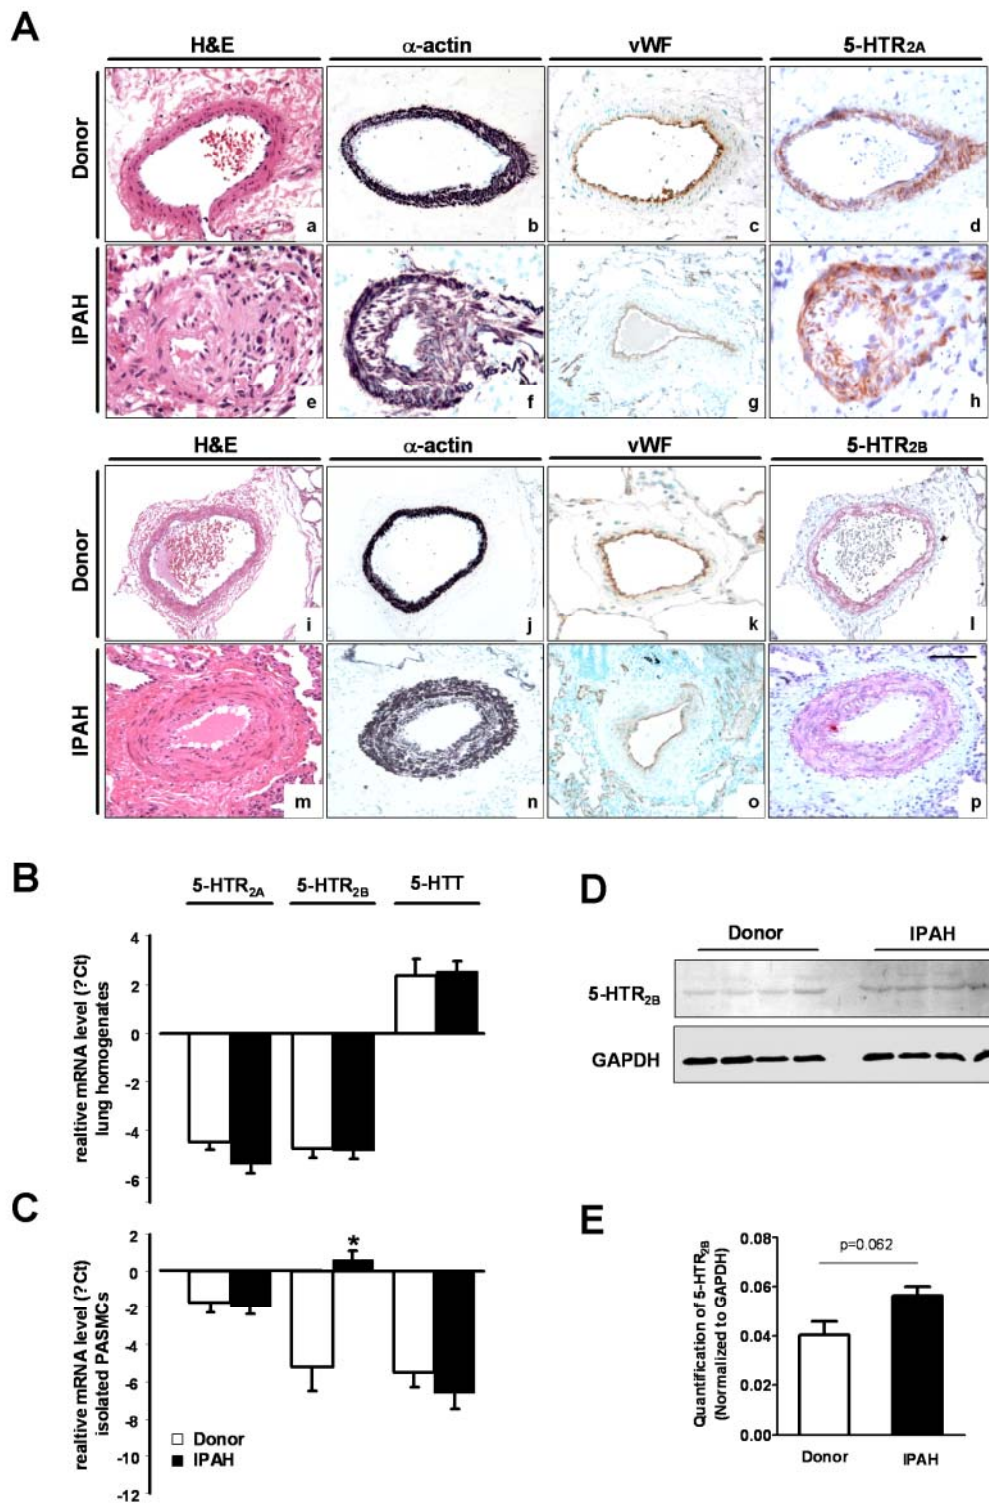 A
H&E α-actin vWF 5-HTR2A
Donor
a b c d
IPAH
e f g h
H&E α-actin vWF 5-HTR2B
Donor
i j k l
IPAH
m n o p
B
5-HTR2A 5-HTR2B 5-HTT
realtive mRNA level (?Ct)
lung homogenates
4
2
0
-2
-4
-6
C
realtive mRNA level (?Ct)
isolated PASMCs
2
0
-2
-4
-6
-8
-10
-12
*
Donor
IPAH
D
Donor IPAH
5-HTR2B
GAPDH
E
Quantification of 5-HTR2B
(Normalized to GAPDH)
0.08
0.06
0.04
0.02
0.00
p=0.062
Donor IPAH